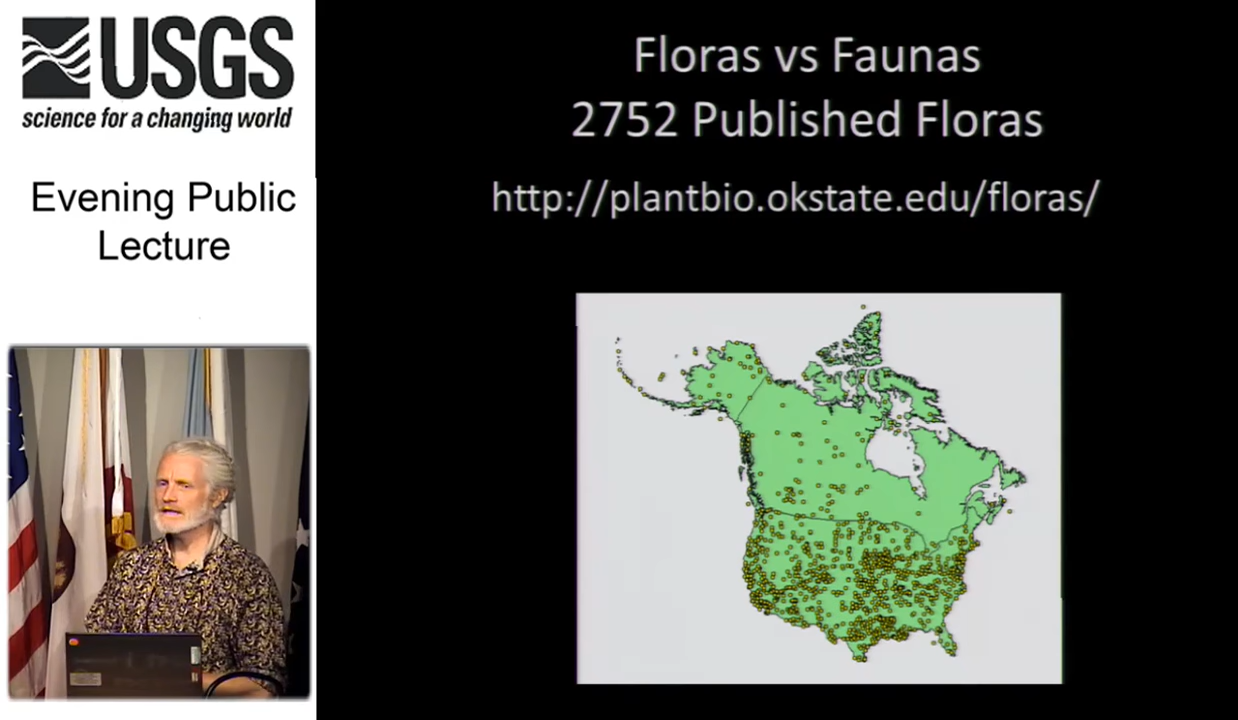 USGS
science for a changing world
Evening Public
Lecture
Floras vs Faunas
2752 Published Floras
http://plantbio.okstate.edu/floras/